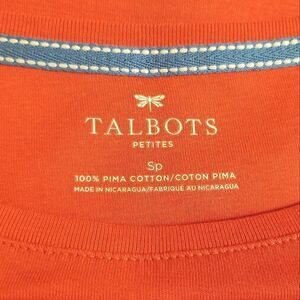 TALBOTS
PETITES
Sp
100% PIMA COTTON/COTON PIMA
MADE IN NICARAGUA/FABRIQUÉ AU NICARAGUA